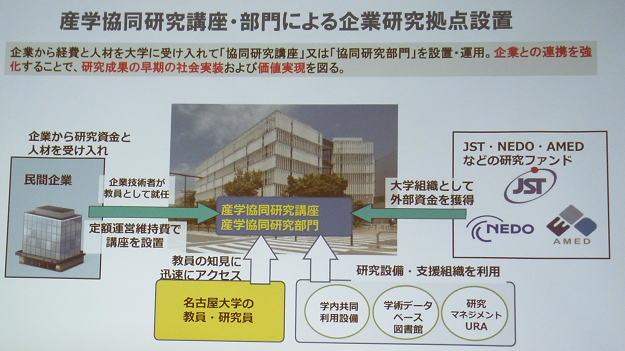 産学協同研究講座・部門による企業研究拠点設置
企業から経費と人材を大学に受け入れて「協同研究講座」又は「協同研究部門」を設置・運用。企業との連携を強
化することで、研究成果の早期の社会実装および価値実現を図る。
企業から研究資金と
人材を受け入れ
民間企業
企業技術者が
教員として就任
定額運営維持費で
講座を設置
産学協同研究講座
産学協同研究部門
大学組織として
外部資金を獲得
JST・NEDO・AMED
などの研究ファンド
JST
NEDO
AMED
教員の知見に
迅速にアクセス
名古屋大学の
教員・研究員
研究設備・支援組織を利用
学内共同
利用設備
学術データ
ベース
図書館
研究
マネジメント
URA